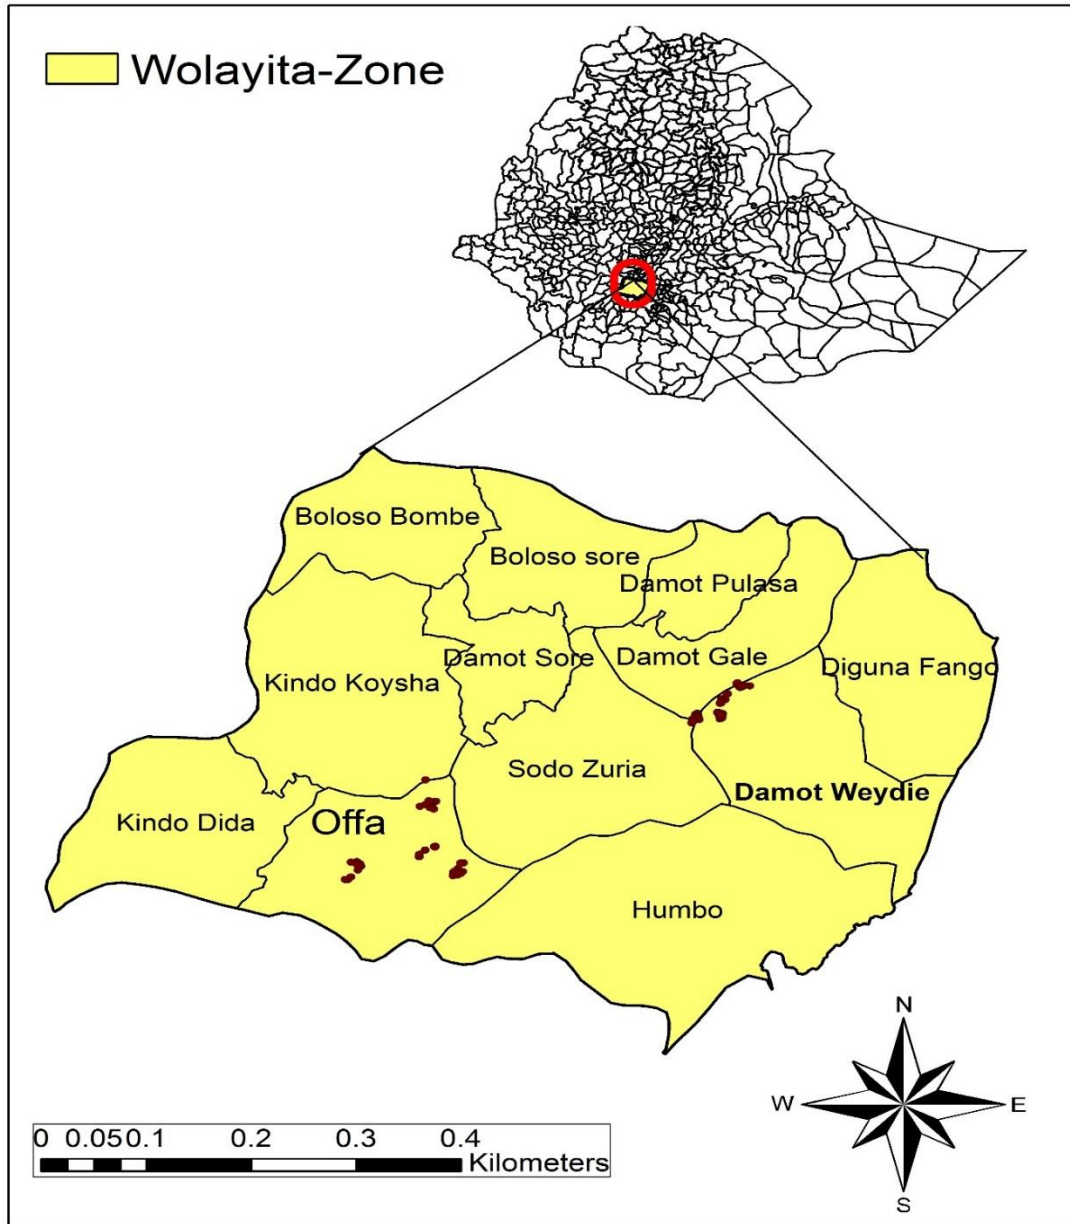 Wolayita-Zone
Boloso Bombe
Boloso sore
Damot Pulasa
Damot Sore
Damot Gale
Diguna Fango
Kindo Koysha
Sodo Zuria
Damot Weydie
Kindo Dida
Offa
Humbo
N
W
E
S
0 0.050.1 0.2 0.3 0.4
Kilometers